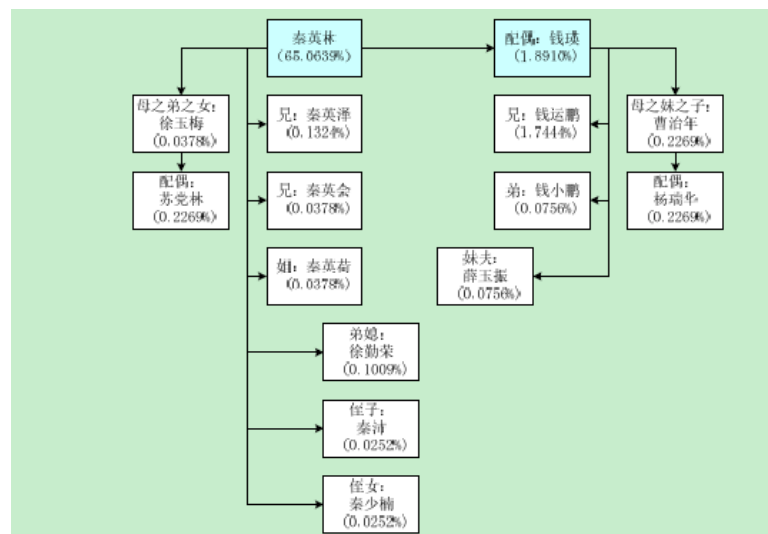 秦英林
(65.0639%)
配偶：钱瑛
(1.8910%)
母之弟之女：
徐玉梅
(0.0378%)
兄：秦英泽
(0.1324%)
兄：钱运鹏
(1.7444%)
母之妹之子：
曹治年
(0.2269%)
配偶：
苏党林
(0.2269%)
兄：秦英会
(0.0378%)
弟：钱小鹏
(0.0756%)
配偶：
杨瑞华
(0.2269%)
姐：秦英荷
(0.0378%)
妹夫：
薛玉振
(0.0756%)
弟媳：
徐勤荣
(0.1009%)
侄子：
秦沛
(0.0252%)
侄女：
秦少楠
(0.0252%)